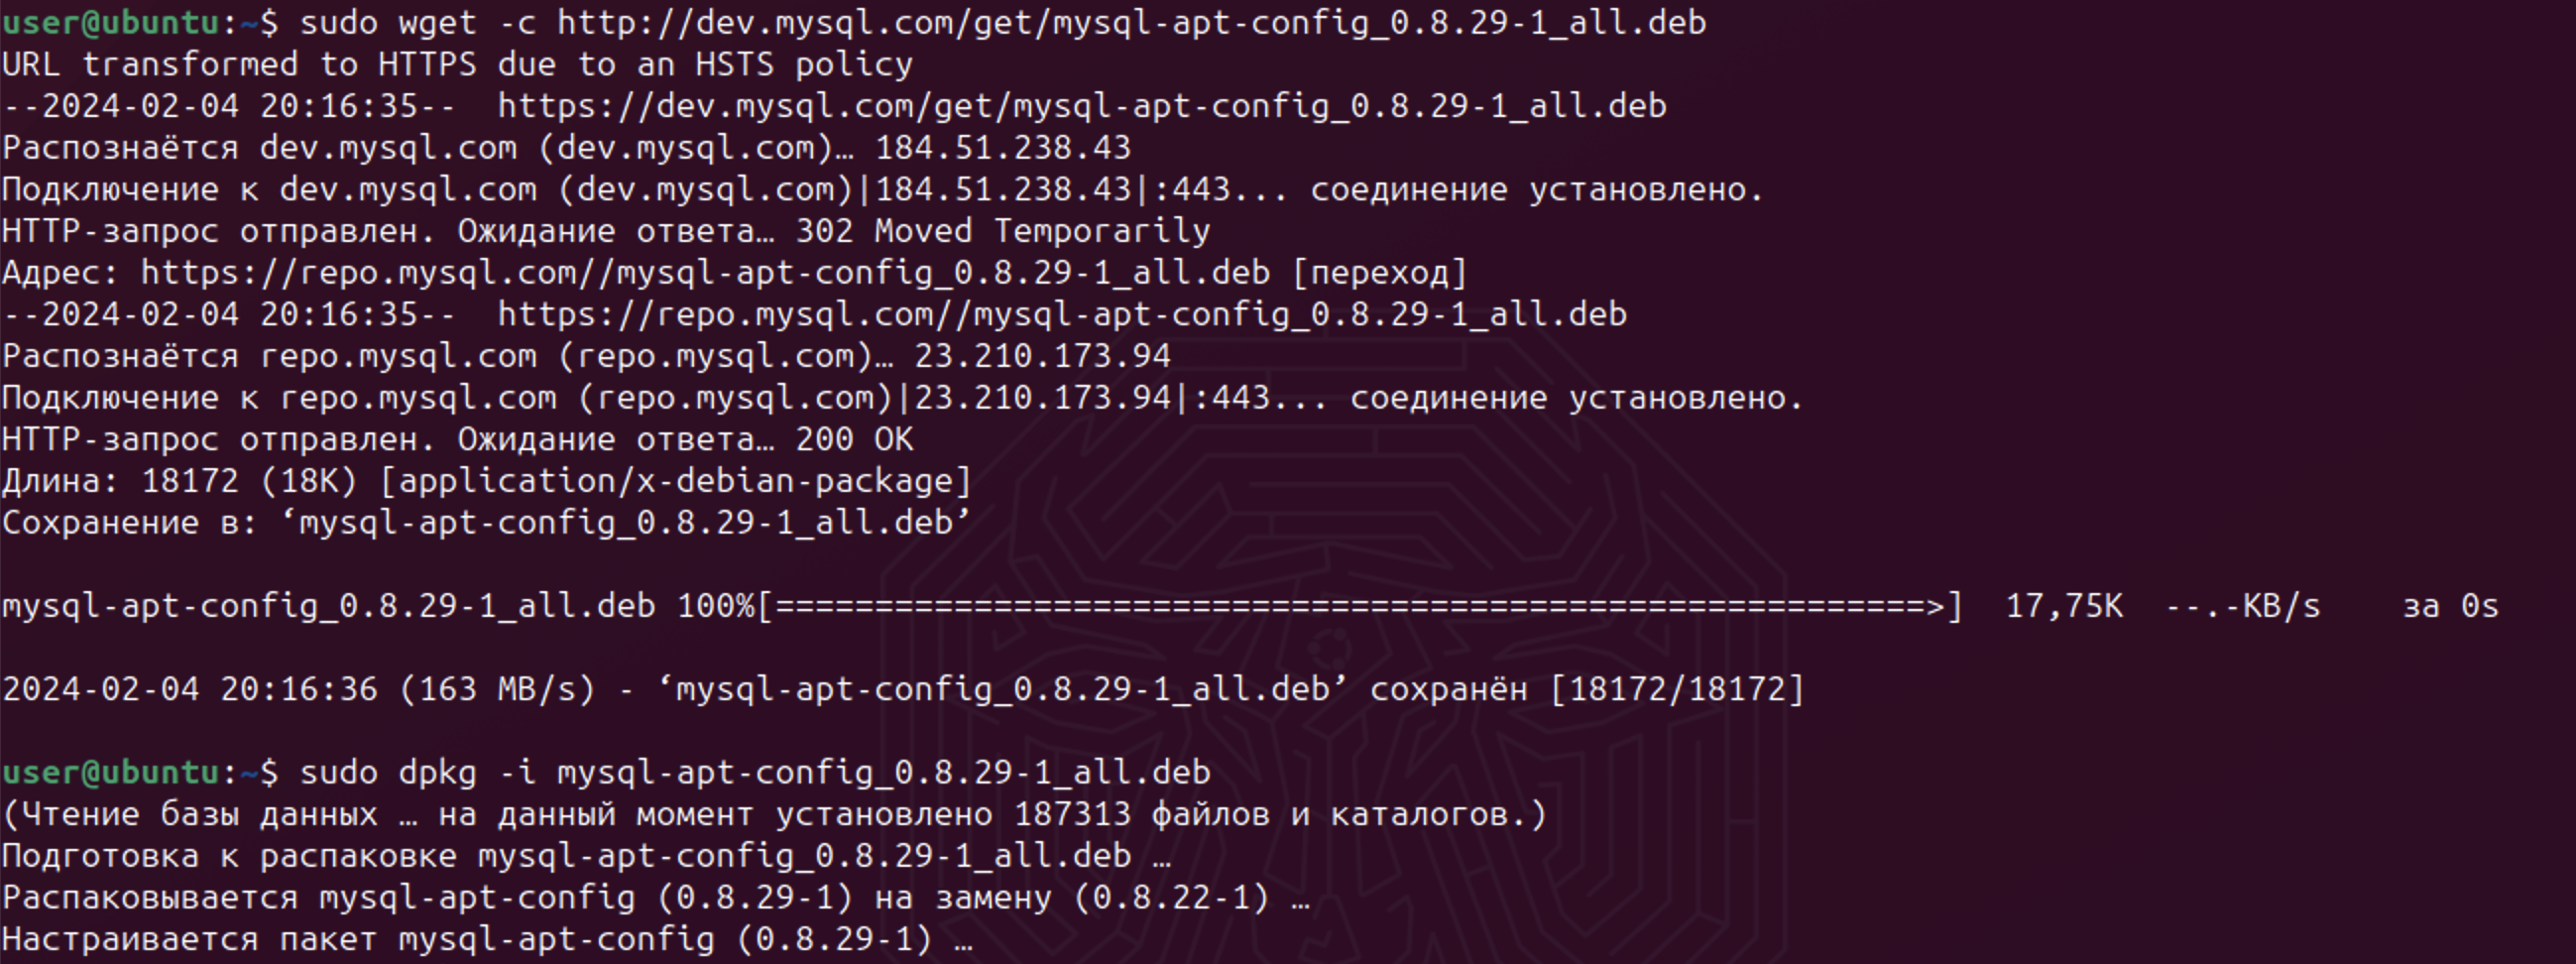 user@ubuntu:~$ sudo wget -c http://dev.mysql.com/get/mysql-apt-config_0.8.29-1_all.deb
URL transformed to HTTPS due to an HSTS policy
--2024-02-04 20:16:35--  https://dev.mysql.com/get/mysql-apt-config_0.8.29-1_all.deb
Распознаётся dev.mysql.com (dev.mysql.com)… 184.51.238.43
Подключение к dev.mysql.com (dev.mysql.com)|184.51.238.43|:443... соединение установлено.
HTTP-запрос отправлен. Ожидание ответа… 302 Moved Temporarily
Адрес: https://repo.mysql.com//mysql-apt-config_0.8.29-1_all.deb [переход]
--2024-02-04 20:16:35--  https://repo.mysql.com//mysql-apt-config_0.8.29-1_all.deb
Распознаётся repo.mysql.com (repo.mysql.com)… 23.210.173.94
Подключение к repo.mysql.com (repo.mysql.com)|23.210.173.94|:443... соединение установлено.
HTTP-запрос отправлен. Ожидание ответа… 200 OK
Длина: 18172 (18K) [application/x-debian-package]
Сохранение в: ‘mysql-apt-config_0.8.29-1_all.deb’
mysql-apt-config_0.8.29-1_all.deb 100%[==========================================================>]  17,75K  --.-KB/s    за 0s
2024-02-04 20:16:36 (163 MB/s) - ‘mysql-apt-config_0.8.29-1_all.deb’ сохранён [18172/18172]
user@ubuntu:~$ sudo dpkg -i mysql-apt-config_0.8.29-1_all.deb
(Чтение базы данных … на данный момент установлено 187313 файлов и каталогов.)
Подготовка к распаковке mysql-apt-config_0.8.29-1_all.deb …
Распаковывается mysql-apt-config (0.8.29-1) на замену (0.8.22-1) …
Настраивается пакет mysql-apt-config (0.8.29-1) …